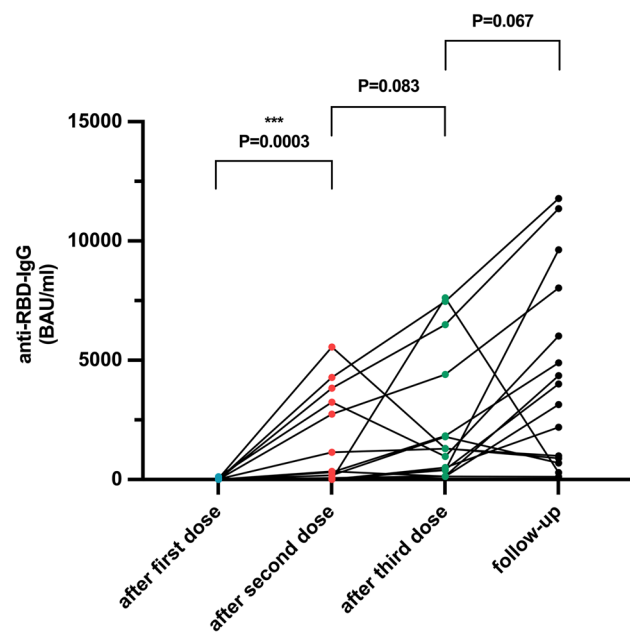 P=0.067
P=0.083
***
P=0.0003
15000
10000
5000
0
anti-RBD-IgG
(BAU/ml)
after first dose
after second dose
after third dose
follow-up